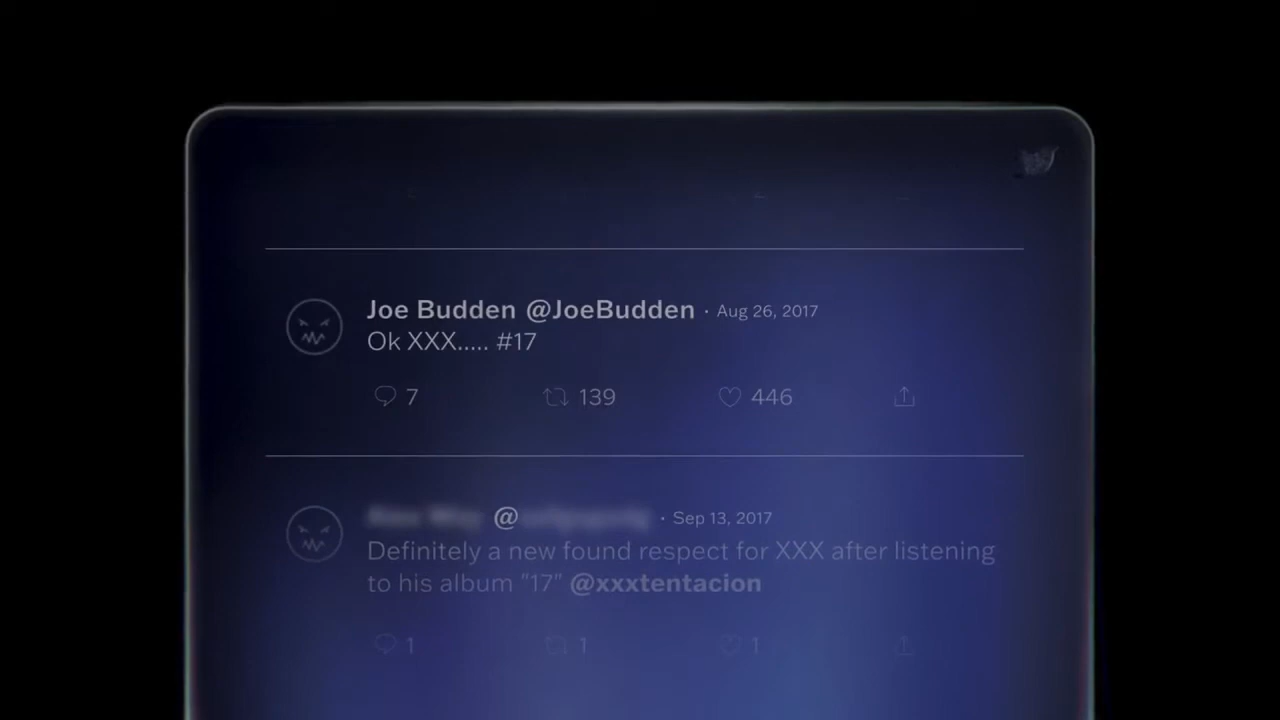 Joe Budden @JoeBudden · Aug 26, 2017
Ok XXX..... #17
7 139 446
@ · Sep 13, 2017
Definitely a new found respect for XXX after listening
to his album "17" @xxxtentacion
1 1 1